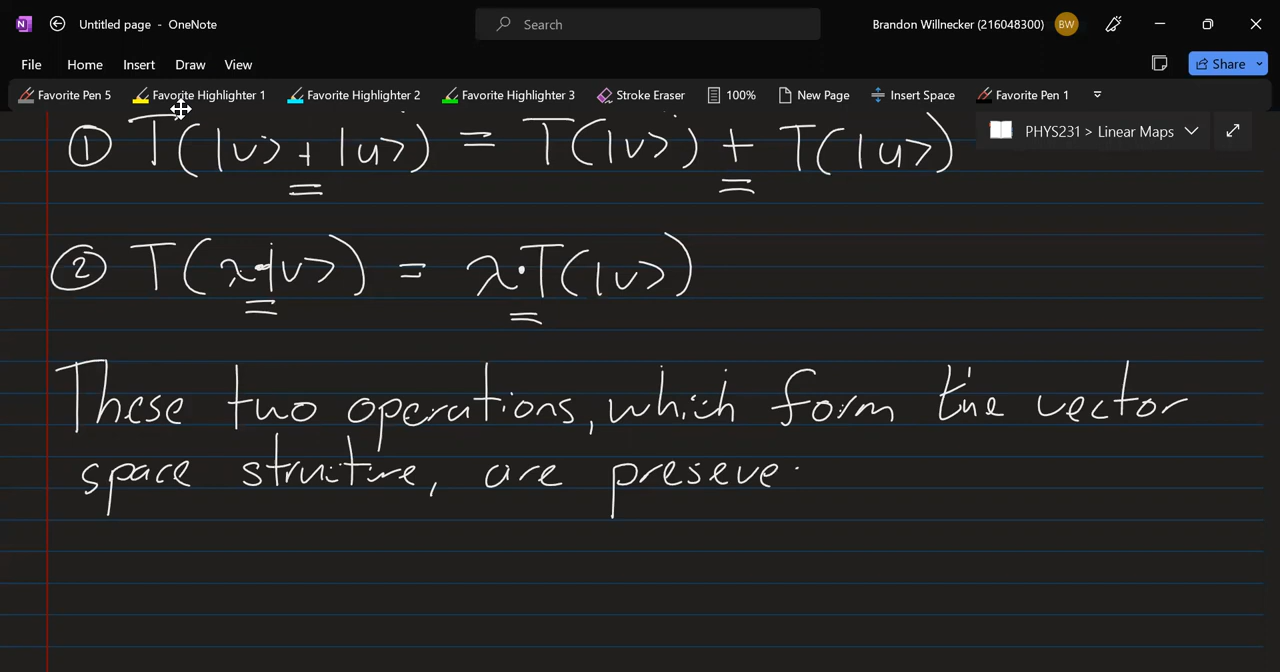 Untitled page - OneNote
Search
Brandon Willnecker (216048300) BW
File Home Insert Draw View
Share
Favorite Pen 5 Favorite Highlighter 1 Favorite Highlighter 2 Favorite Highlighter 3 Stroke Eraser 100% New Page Insert Space Favorite Pen 1
PHYS231 > Linear Maps
① T(|v> + |u>) = T(|v>) + T(|u>)
② T(λ·|v>) = λ·T(|v>)
These two operations, which form the vector
space structure, are preseve